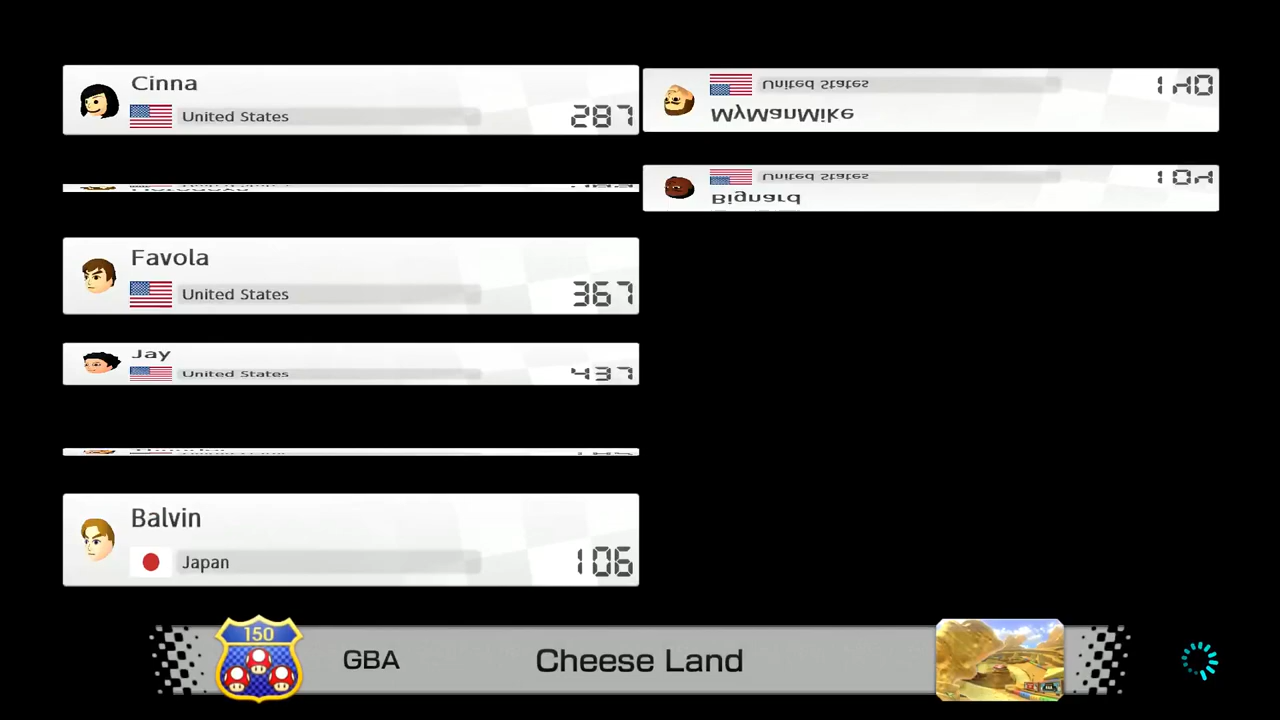 Cinna
United States
287
United States
140
MyManMike
United States
104
Bignard
Favola
United States
367
Jay
United States
437
Balvin
Japan
106
150
GBA
Cheese Land